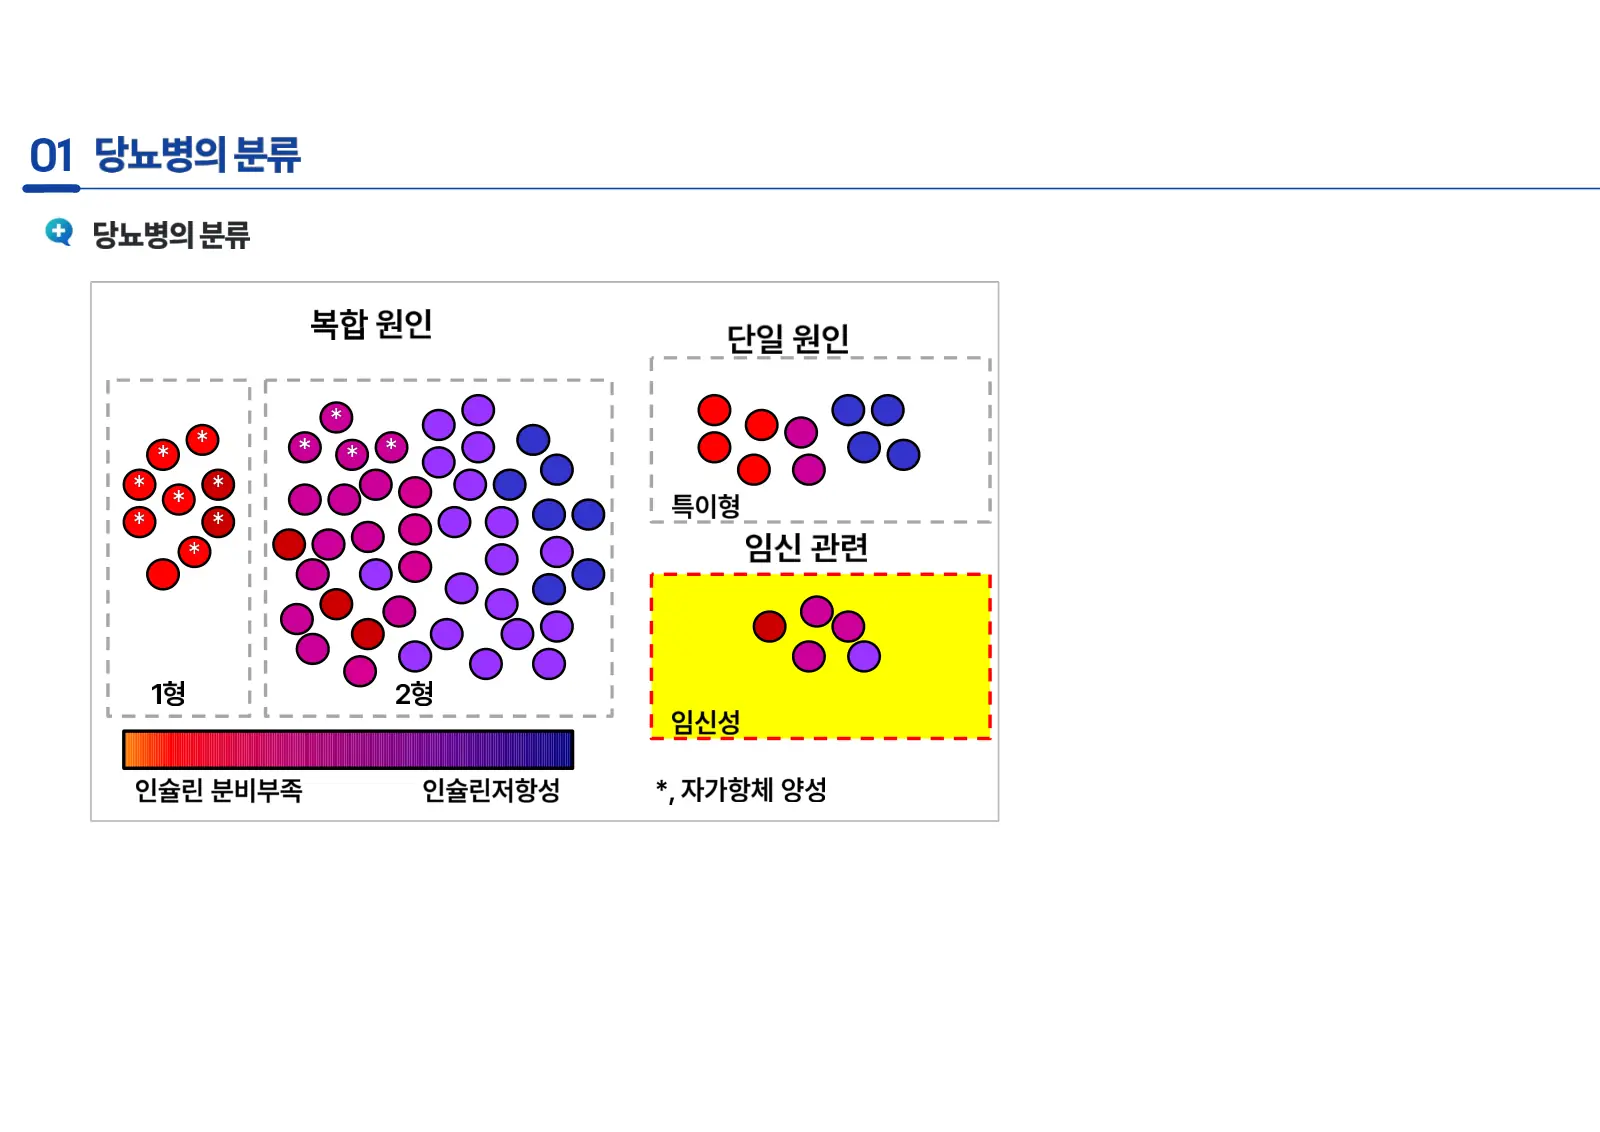 01 당뇨병의 분류
당뇨병의 분류
복합 원인
단일 원인
* * * * * * * *
* * * *
특이형
임신 관련
1형
2형
임신성
인슐린 분비부족
인슐린저항성
*, 자가항체 양성